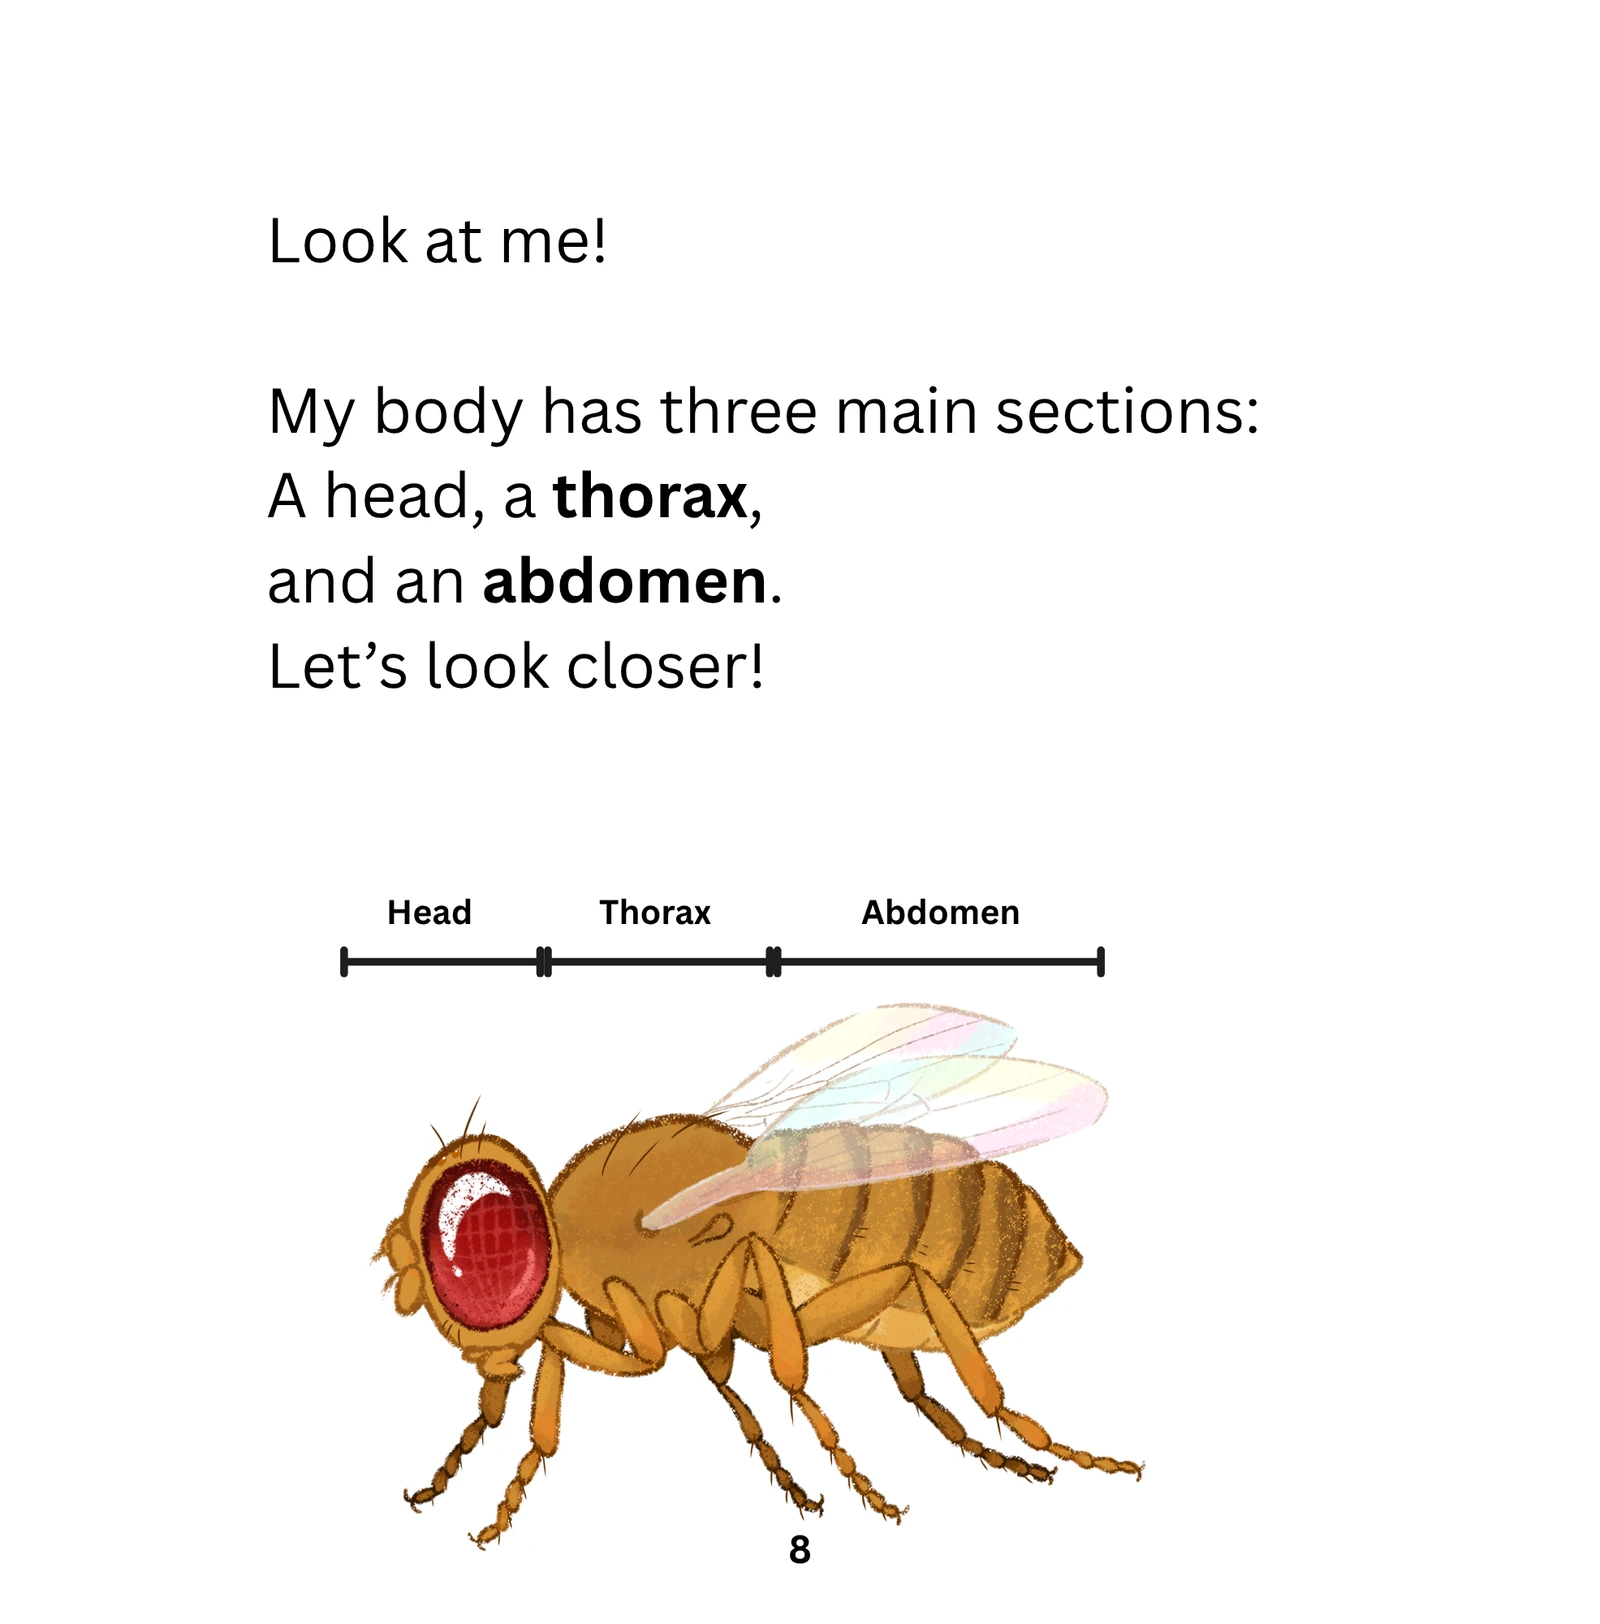 Look at me!
My body has three main sections:
A head, a thorax,
and an abdomen.
Let’s look closer!
Head Thorax Abdomen
8